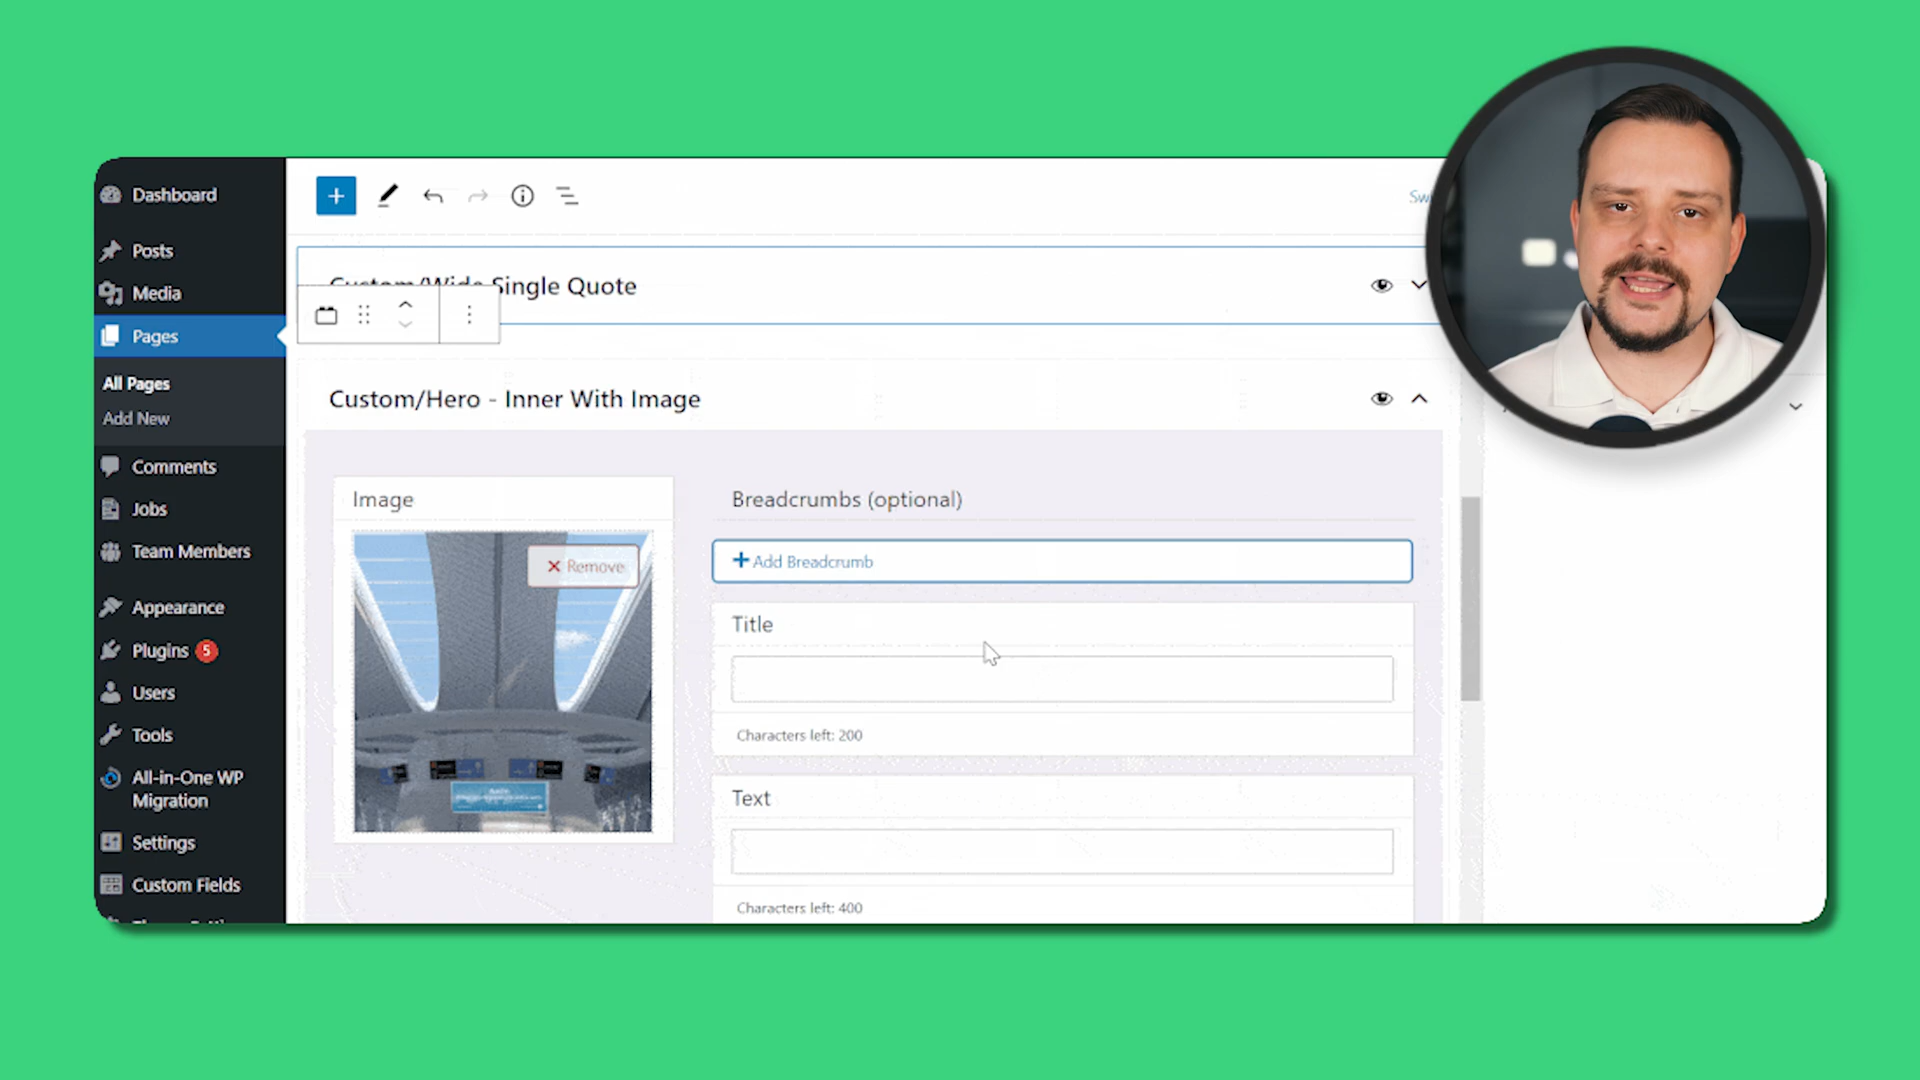 Dashboard
Posts
Media
Pages
All Pages
Add New
Comments
Jobs
Team Members
Appearance
Plugins 5
Users
Tools
All-in-One WP
Migration
Settings
Custom Fields
Custom/Wide Single Quote
Custom/Hero - Inner With Image
Image
Remove
Breadcrumbs (optional)
Add Breadcrumb
Title
Characters left: 200
Text
Characters left: 400